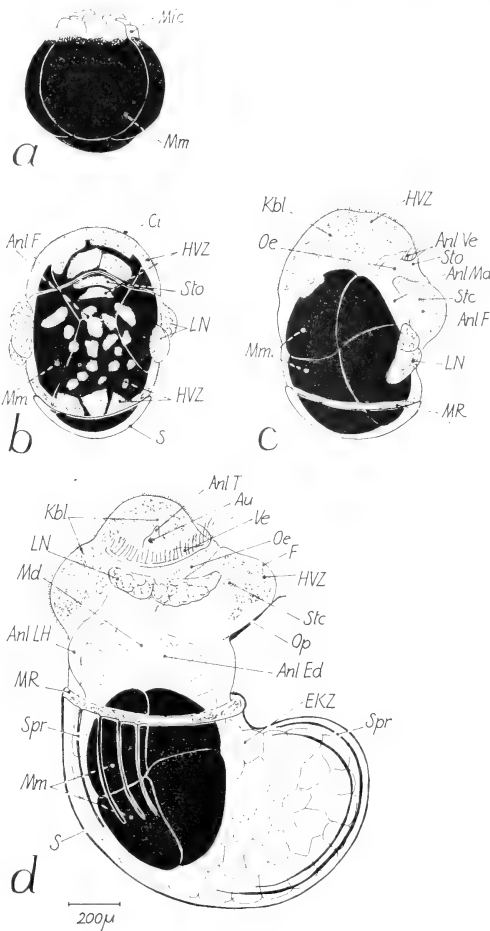 Mic
Mm
a
Ci
Anl F
HVZ
Sto
LN
Mm
HVZ
S
b
HVZ
Kbl
Oe
Anl Ve
Sto
Anl Md
Stc
Anl F
Mm
LN
MR
c
Anl T
Kbl
Au
Ve
LN
Oe
F
Md
HVZ
Stc
Anl LH
Op
Anl Ed
MR
EKZ
Spr
Spr
Mm
S
d
200µ